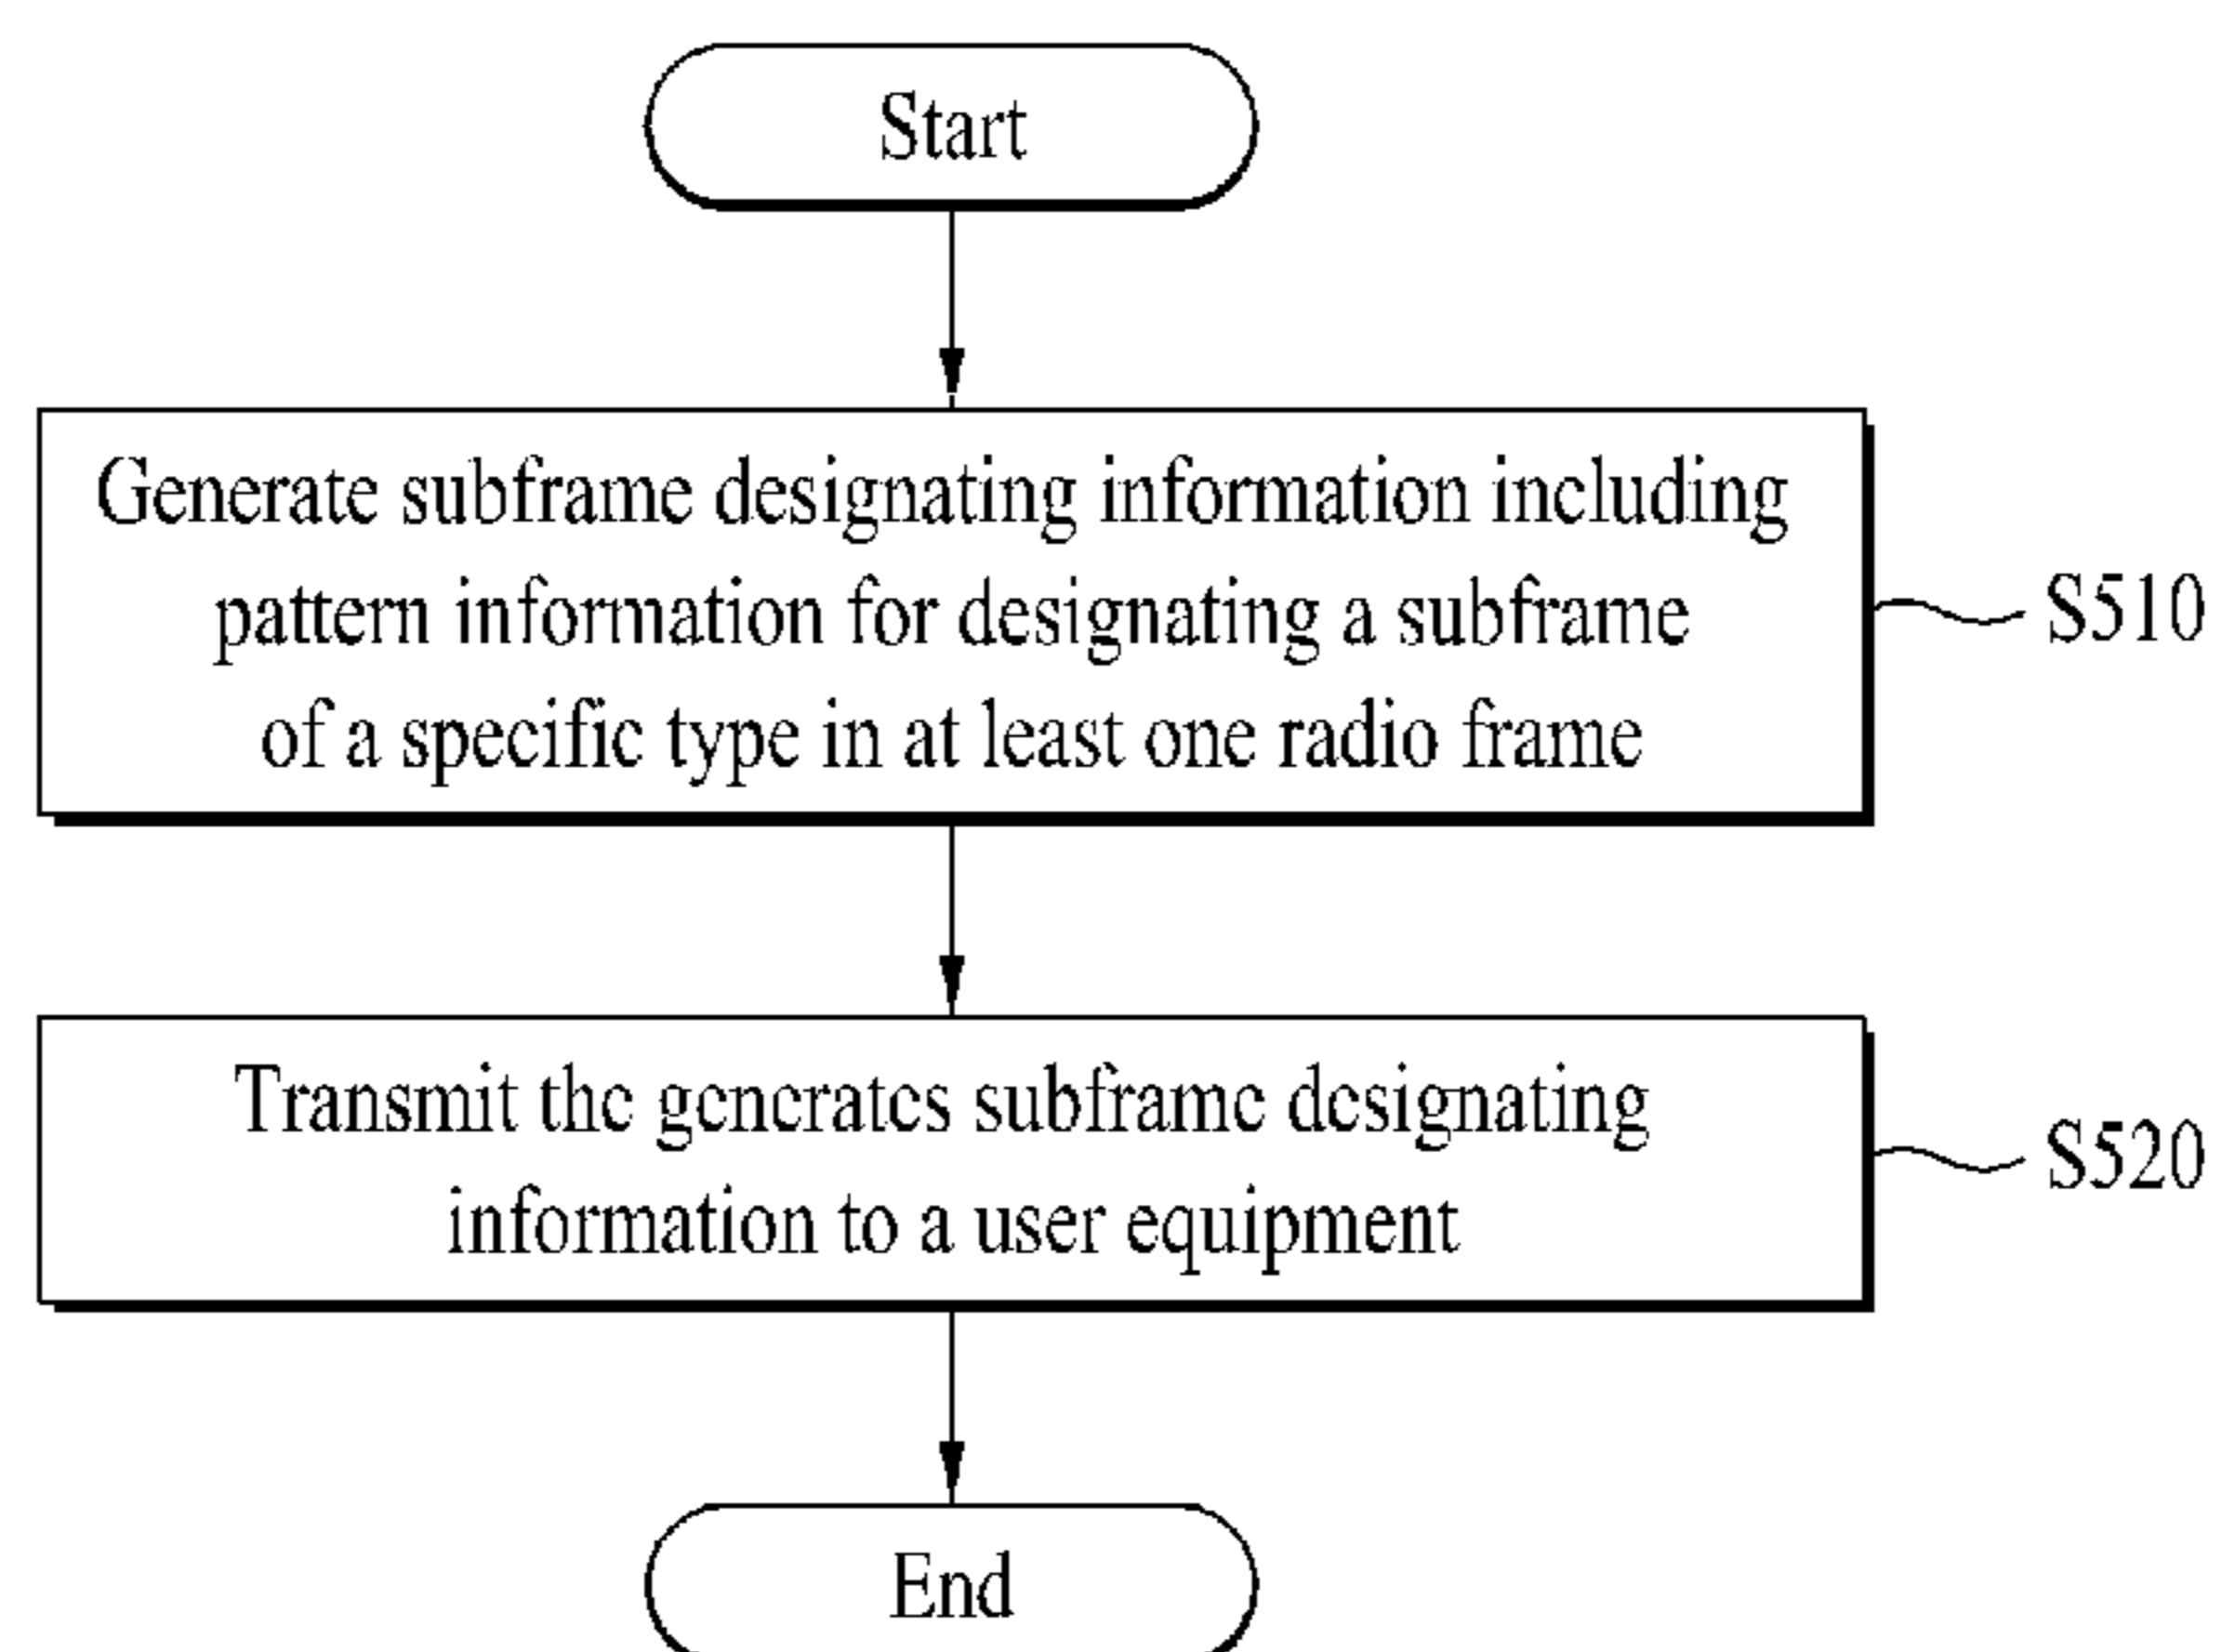 Start
Generate subframe designating information including
pattern information for designating a subframe
of a specific type in at least one radio frame
S510
Transmit the generates subframe designating
information to a user equipment
S520
End